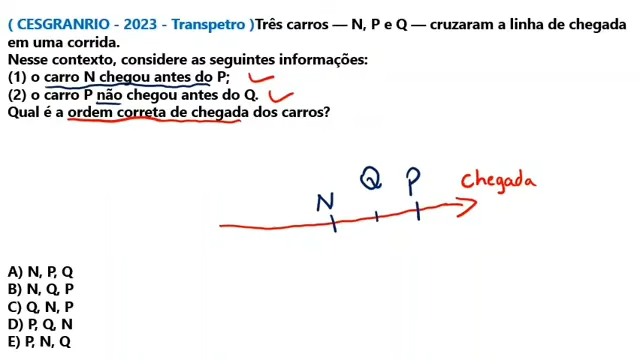 ( CESGRANRIO - 2023 - Transpetro )Três carros — N, P e Q — cruzaram a linha de chegada
em uma corrida.
Nesse contexto, considere as seguintes informações:
(1) o carro N chegou antes do P;
(2) o carro P não chegou antes do Q.
Qual é a ordem correta de chegada dos carros?
N Q P chegada
A) N, P, Q
B) N, Q, P
C) Q, N, P
D) P, Q, N
E) P, N, Q